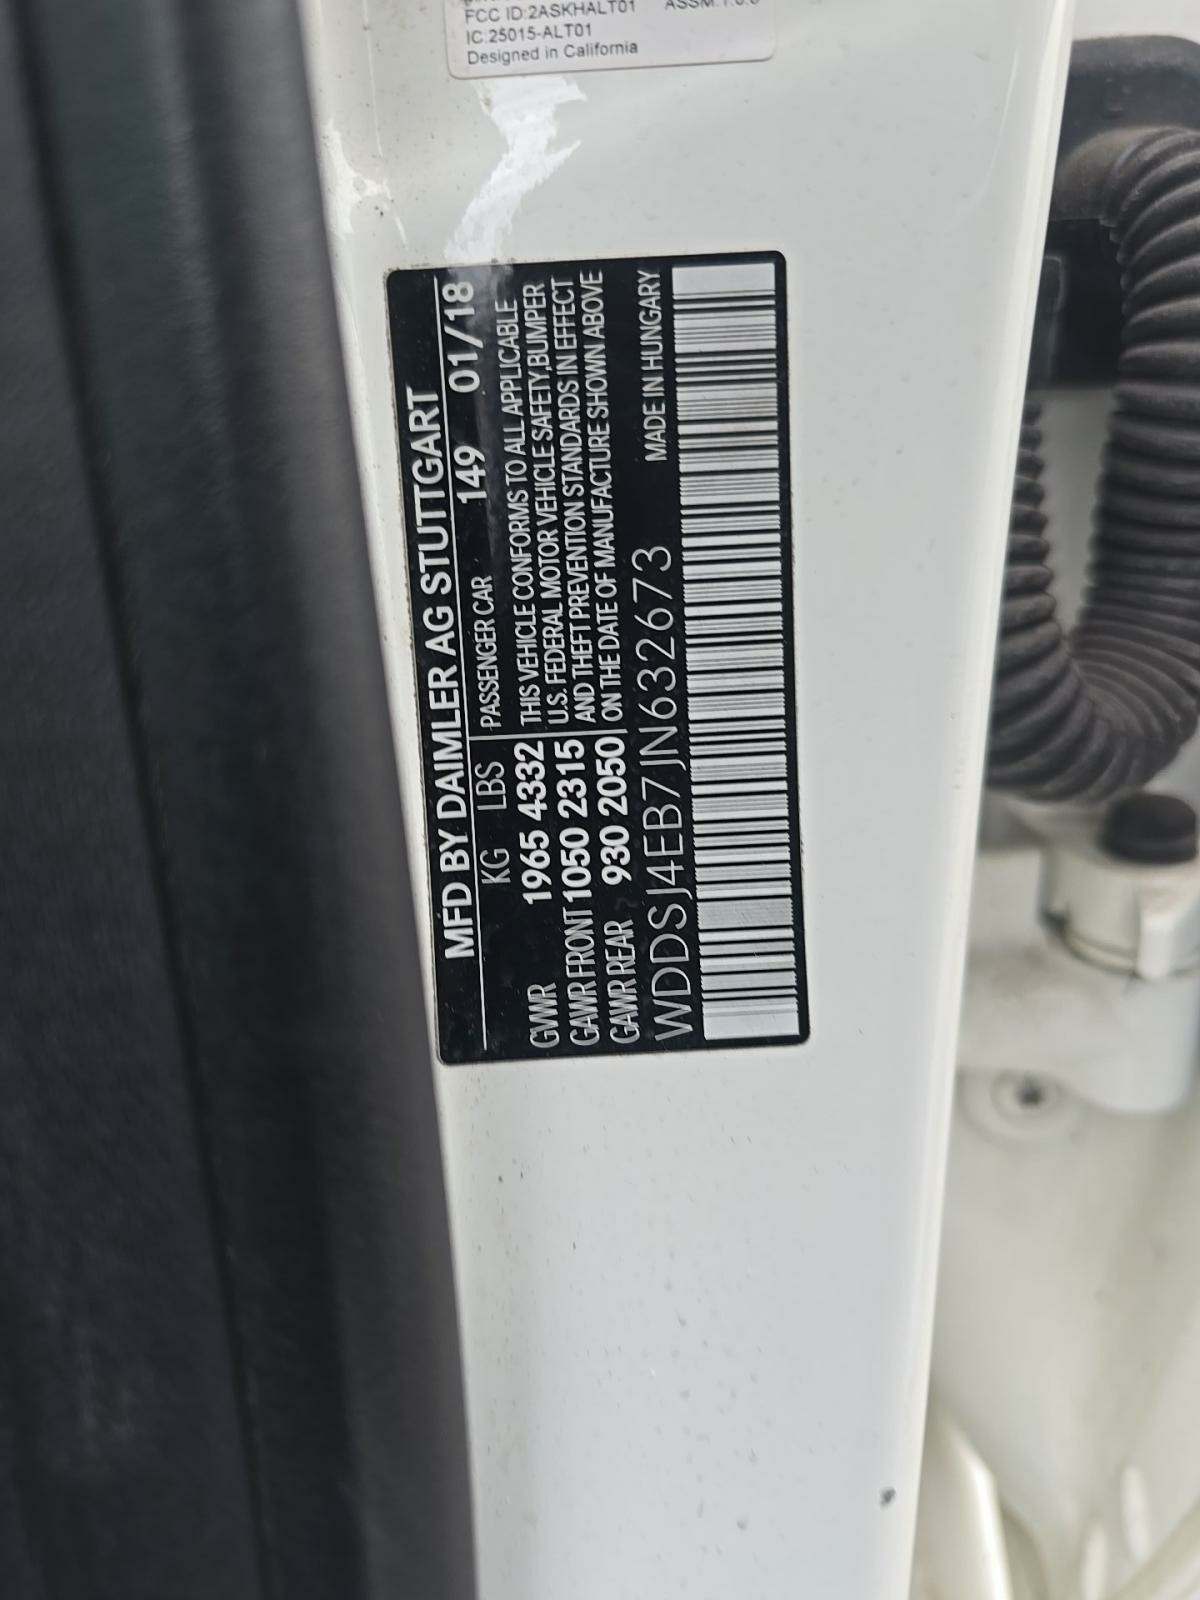 FCC ID:2ASKHALT01
IC:25015-ALT01
Designed in California
MFD BY DAIMLER AG STUTTGART
KG LBS PASSENGER CAR 149 01/18
GVWR 1965 4332 THIS VEHICLE CONFORMS TO ALL APPLICABLE
U.S. FEDERAL MOTOR VEHICLE SAFETY,BUMPER
GAWR FRONT 1050 2315 AND THEFT PREVENTION STANDARDS IN EFFECT
GAWR REAR 930 2050 ON THE DATE OF MANUFACTURE SHOWN ABOVE
WDDSJ4EB7JN632673 MADE IN HUNGARY